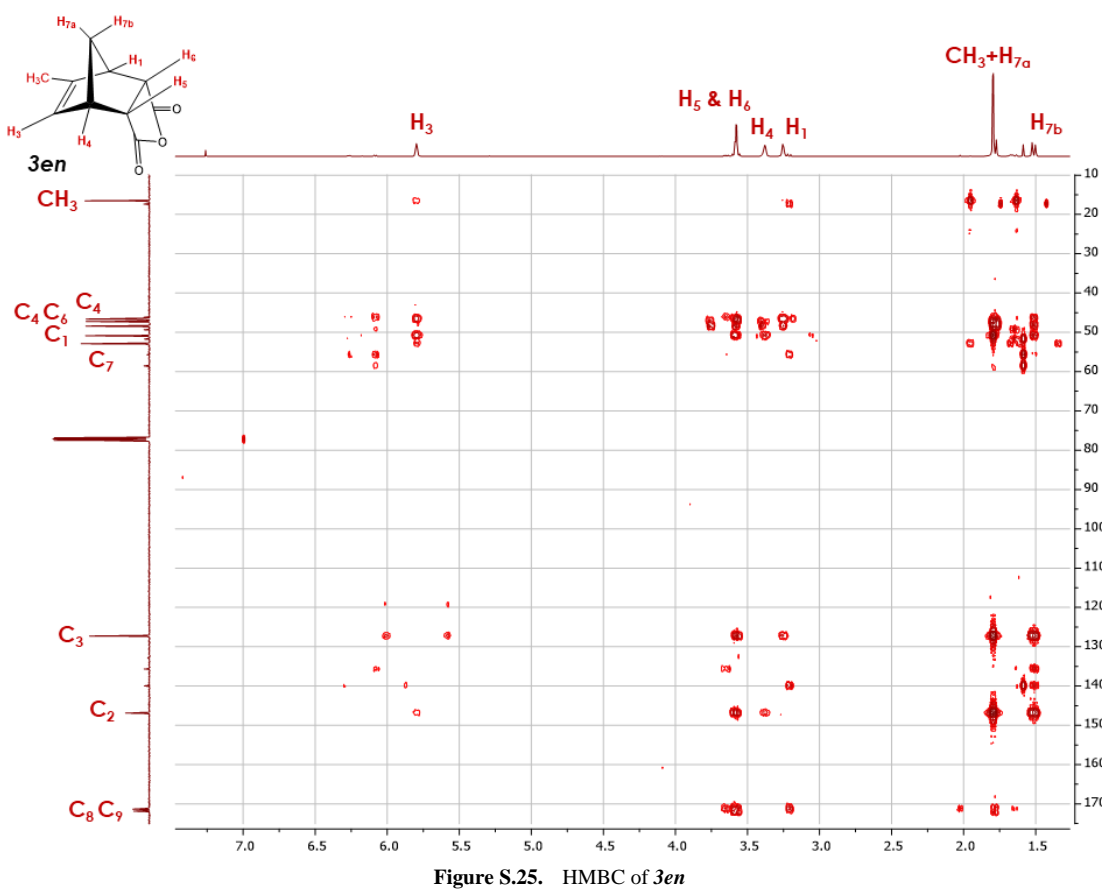 H7a H7b
H1
H6
H3C
H5
O
H3
H4
O
O
3en
CH3+H7a
H5 & H6
H3
H4 H1
H7b
CH3
C4
C4 C6
C1
C7
C3
C2
C8 C9
10
20
30
40
50
60
70
80
90
100
110
120
130
140
150
160
170
7.0 6.5 6.0 5.5 5.0 4.5 4.0 3.5 3.0 2.5 2.0 1.5
Figure S.25. HMBC of 3en